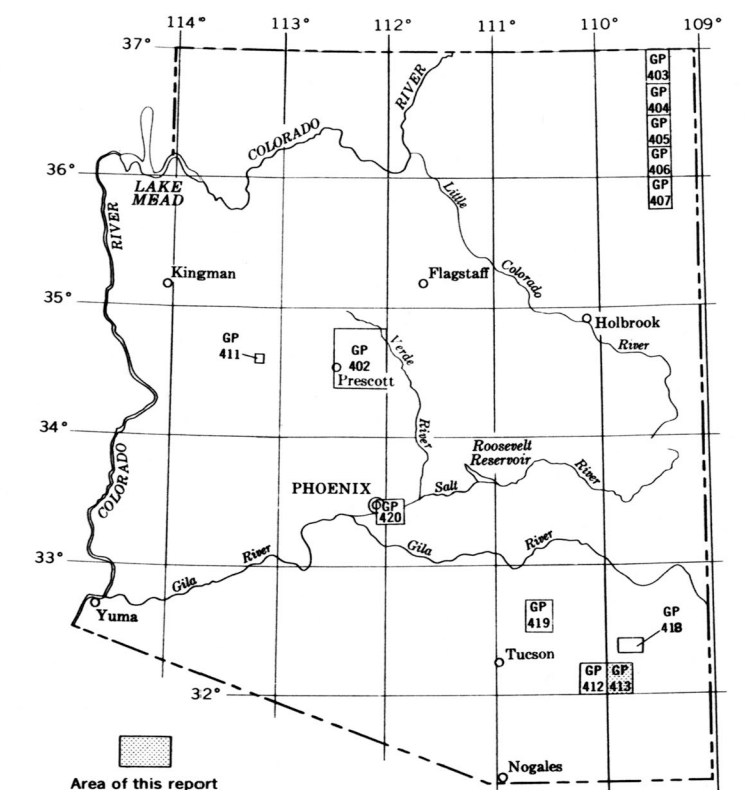 114° 113° 112° 111° 110° 109°
37°
GP
403
GP
404
GP
405
GP
406
GP
407
RIVER
COLORADO
36°
LAKE
MEAD
RIVER
Little
Colorado
River
Kingman
Flagstaff
Holbrook
35°
GP
411
GP
402
Prescott
Verde
River
34°
COLORADO
Roosevelt
Reservoir
PHOENIX
Salt
River
GP
420
33°
Gila
River
Gila
River
Yuma
GP
419
GP
418
Tucson
GP
412
GP
413
32°
Nogales
Area of this report